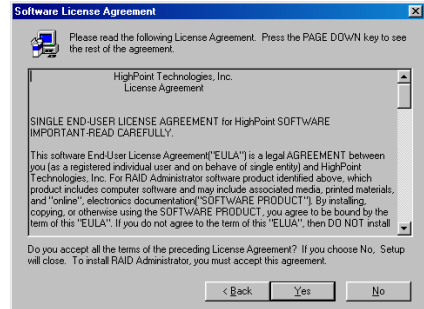 Software License Agreement
Please read the following License Agreement. Press the PAGE DOWN key to see
the rest of the agreement.
HighPoint Technologies, Inc.
License Agreement
SINGLE END-USER LICENSE AGREEMENT for HighPoint SOFTWARE
IMPORTANT-READ CAREFULLY.
This software End-User License Agreement("EULA") is a legal AGREEMENT between
you (as a registered individual user and on behave of single entity) and HighPoint
Technologies, Inc. For RAID Administrator software product identified above, which
product includes computer software and may include associated media, printed materials,
and "online", electronics documentation("SOFTWARE PRODUCT"). By installing,
copying, or otherwise using the SOFTWARE PRODUCT, you agree to be bound by the
term of this "EULA". If you do not agree to the term of this "ELUA", then DO NOT install
Do you accept all the terms of the preceding License Agreement? If you choose No, Setup
will close. To install RAID Administrator, you must accept this agreement.
< Back Yes No